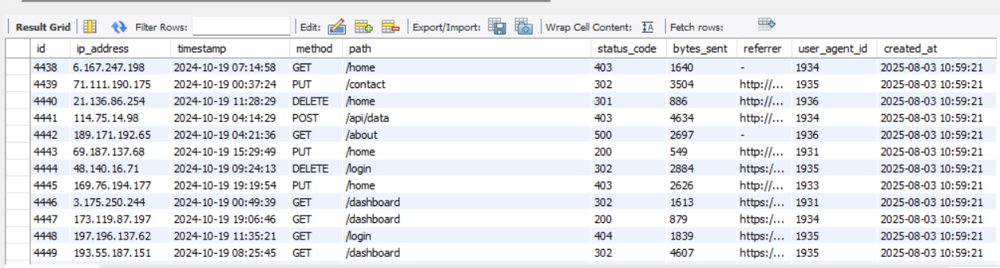 Result Grid Filter Rows: Edit: Export/Import: Wrap Cell Content: IA Fetch rows:
id ip_address timestamp method path status_code bytes_sent referrer user_agent_id created_at
4438 6.167.247.198 2024-10-19 07:14:58 GET /home 403 1640 - 1934 2025-08-03 10:59:21
4439 71.111.190.175 2024-10-19 00:37:24 PUT /contact 302 3504 http://... 1935 2025-08-03 10:59:21
4440 21.136.86.254 2024-10-19 11:28:29 DELETE /home 301 886 http://... 1936 2025-08-03 10:59:21
4441 114.75.14.98 2024-10-19 04:14:29 POST /api/data 403 4634 http://... 1934 2025-08-03 10:59:21
4442 189.171.192.65 2024-10-19 04:21:36 GET /about 500 2697 - 1936 2025-08-03 10:59:21
4443 69.187.137.68 2024-10-19 15:29:49 PUT /home 200 549 http://... 1931 2025-08-03 10:59:21
4444 48.140.16.71 2024-10-19 09:24:13 DELETE /login 302 2884 https:/... 1935 2025-08-03 10:59:21
4445 169.76.194.177 2024-10-19 19:19:54 PUT /home 403 2626 http://... 1933 2025-08-03 10:59:21
4446 3.175.250.244 2024-10-19 00:49:39 GET /dashboard 302 1613 https:/... 1931 2025-08-03 10:59:21
4447 173.119.87.197 2024-10-19 19:06:46 GET /dashboard 200 879 https:/... 1934 2025-08-03 10:59:21
4448 197.196.137.62 2024-10-19 11:35:21 GET /login 404 1839 https:/... 1935 2025-08-03 10:59:21
4449 193.55.187.151 2024-10-19 08:25:45 GET /dashboard 302 4607 https:/... 1935 2025-08-03 10:59:21